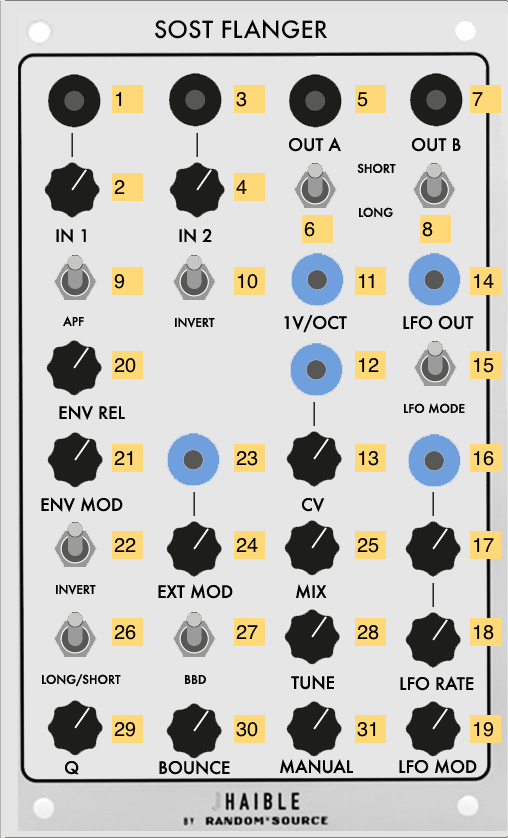 SOST FLANGER
1 3 5 7
OUT A OUT B
SHORT
2 4
LONG
6 8
IN 1 IN 2
9 10 11 14
APF INVERT 1V/OCT LFO OUT
20 12 15
ENV REL LFO MODE
21 23 13 16
ENV MOD CV
22 24 25 17
INVERT EXT MOD MIX
26 27 28 18
LONG/SHORT BBD TUNE LFO RATE
29 30 31 19
Q BOUNCE MANUAL LFO MOD
JHAIBLE
BY RANDOM*SOURCE